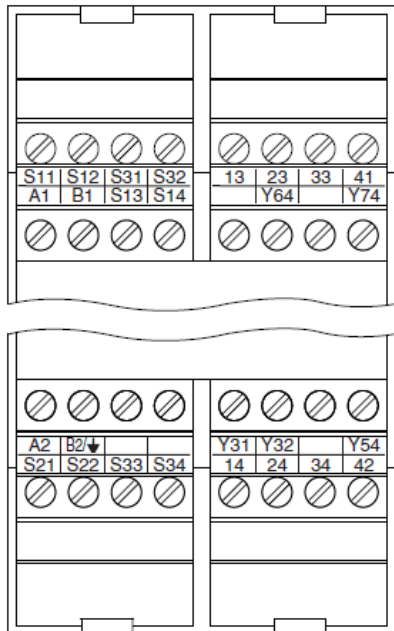 S11 S12 S31 S32 13 23 33 41
A1 B1 S13 S14 Y64 Y74
A2 B2/⏚ Y31 Y32 Y54
S21 S22 S33 S34 14 24 34 42